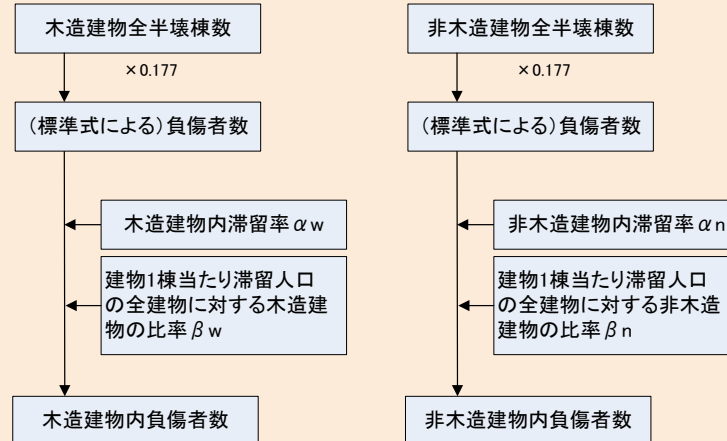 木造建物全半壊棟数
×0.177
(標準式による)負傷者数
木造建物内滞留率αw
建物1棟当たり滞留人口
の全建物に対する木造建
物の比率βw
木造建物内負傷者数
非木造建物全半壊棟数
×0.177
(標準式による)負傷者数
非木造建物内滞留率αn
建物1棟当たり滞留人口
の全建物に対する非木造
建物の比率βn
非木造建物内負傷者数